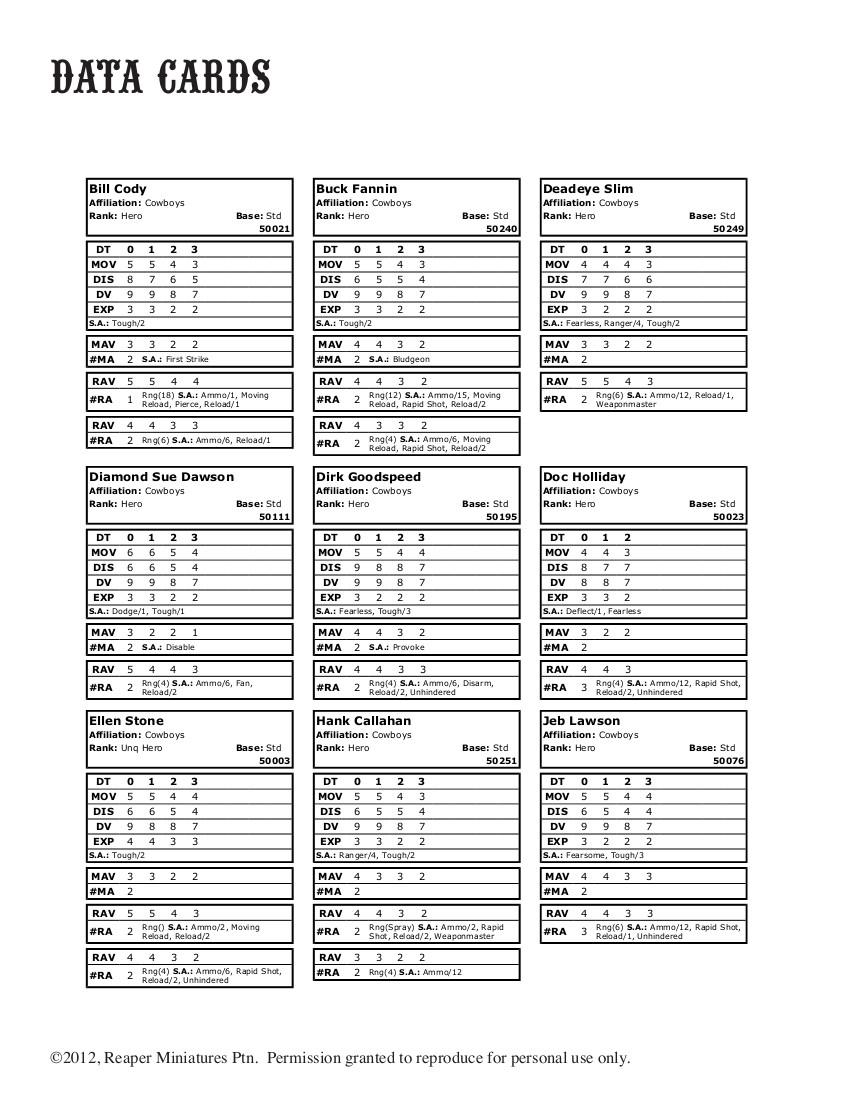 DATA CARDS
Bill Cody
Affiliation: Cowboys
Rank: Hero Base: Std
50021
DT 0 1 2 3
MOV 5 5 4 3
DIS 8 7 6 5
DV 9 9 8 7
EXP 3 3 2 2
S.A.: Tough/2
MAV 3 3 2 2
#MA 2 S.A.: First Strike
RAV 5 5 4 4
#RA 1 Rng(18) S.A.: Ammo/1, Moving
Reload, Pierce, Reload/1
RAV 4 4 3 3
#RA 2 Rng(6) S.A.: Ammo/6, Reload/1
Buck Fannin
Affiliation: Cowboys
Rank: Hero Base: Std
50240
DT 0 1 2 3
MOV 5 5 4 3
DIS 6 5 5 4
DV 9 9 8 7
EXP 3 3 2 2
S.A.: Tough/2
MAV 4 4 3 2
#MA 2 S.A.: Bludgeon
RAV 4 4 3 2
#RA 2 Rng(12) S.A.: Ammo/15, Moving
Reload, Rapid Shot, Reload/2
RAV 4 3 3 2
#RA 2 Rng(4) S.A.: Ammo/6, Moving
Reload, Rapid Shot, Reload/2
Deadeye Slim
Affiliation: Cowboys
Rank: Hero Base: Std
50249
DT 0 1 2 3
MOV 4 4 4 3
DIS 7 7 6 6
DV 9 9 8 7
EXP 3 2 2 2
S.A.: Fearless, Ranger/4, Tough/2
MAV 3 3 2 2
#MA 2
RAV 5 5 4 3
#RA 2 Rng(6) S.A.: Ammo/12, Reload/1,
Weaponmaster
Diamond Sue Dawson
Affiliation: Cowboys
Rank: Hero Base: Std
50111
DT 0 1 2 3
MOV 6 6 5 4
DIS 6 6 5 4
DV 9 9 8 7
EXP 3 3 2 2
S.A.: Dodge/1, Tough/1
MAV 3 2 2 1
#MA 2 S.A.: Disable
RAV 5 4 4 3
#RA 2 Rng(4) S.A.: Ammo/6, Fan,
Reload/2
Dirk Goodspeed
Affiliation: Cowboys
Rank: Hero Base: Std
50195
DT 0 1 2 3
MOV 5 5 4 4
DIS 9 8 8 7
DV 9 9 8 7
EXP 3 2 2 2
S.A.: Fearless, Tough/3
MAV 4 4 3 2
#MA 2 S.A.: Provoke
RAV 4 4 3 3
#RA 2 Rng(4) S.A.: Ammo/6, Disarm,
Reload/2, Unhindered
Doc Holliday
Affiliation: Cowboys
Rank: Hero Base: Std
50023
DT 0 1 2
MOV 4 4 3
DIS 8 7 7
DV 8 8 7
EXP 3 3 2
S.A.: Deflect/1, Fearless
MAV 3 2 2
#MA 2
RAV 4 4 3
#RA 3 Rng(4) S.A.: Ammo/12, Rapid Shot,
Reload/2, Unhindered
Ellen Stone
Affiliation: Cowboys
Rank: Unq Hero Base: Std
50003
DT 0 1 2 3
MOV 5 5 4 4
DIS 6 6 5 4
DV 9 8 8 7
EXP 4 4 3 3
S.A.: Tough/2
MAV 3 3 2 2
#MA 2
RAV 5 5 4 3
#RA 2 Rng() S.A.: Ammo/2, Moving
Reload, Reload/2
RAV 4 4 3 2
#RA 2 Rng(4) S.A.: Ammo/6, Rapid Shot,
Reload/2, Unhindered
Hank Callahan
Affiliation: Cowboys
Rank: Hero Base: Std
50251
DT 0 1 2 3
MOV 5 5 4 3
DIS 6 5 5 4
DV 9 9 8 7
EXP 3 3 2 2
S.A.: Ranger/4, Tough/2
MAV 4 3 3 2
#MA 2
RAV 4 4 3 2
#RA 2 Rng(Spray) S.A.: Ammo/2, Rapid
Shot, Reload/2, Weaponmaster
RAV 3 3 2 2
#RA 2 Rng(4) S.A.: Ammo/12
Jeb Lawson
Affiliation: Cowboys
Rank: Hero Base: Std
50076
DT 0 1 2 3
MOV 5 5 4 4
DIS 6 5 4 4
DV 9 9 8 7
EXP 3 2 2 2
S.A.: Fearsome, Tough/3
MAV 4 4 3 3
#MA 2
RAV 4 4 3 3
#RA 3 Rng(6) S.A.: Ammo/12, Rapid Shot,
Reload/1, Unhindered
©2012, Reaper Miniatures Ptn. Permission granted to reproduce for personal use only.